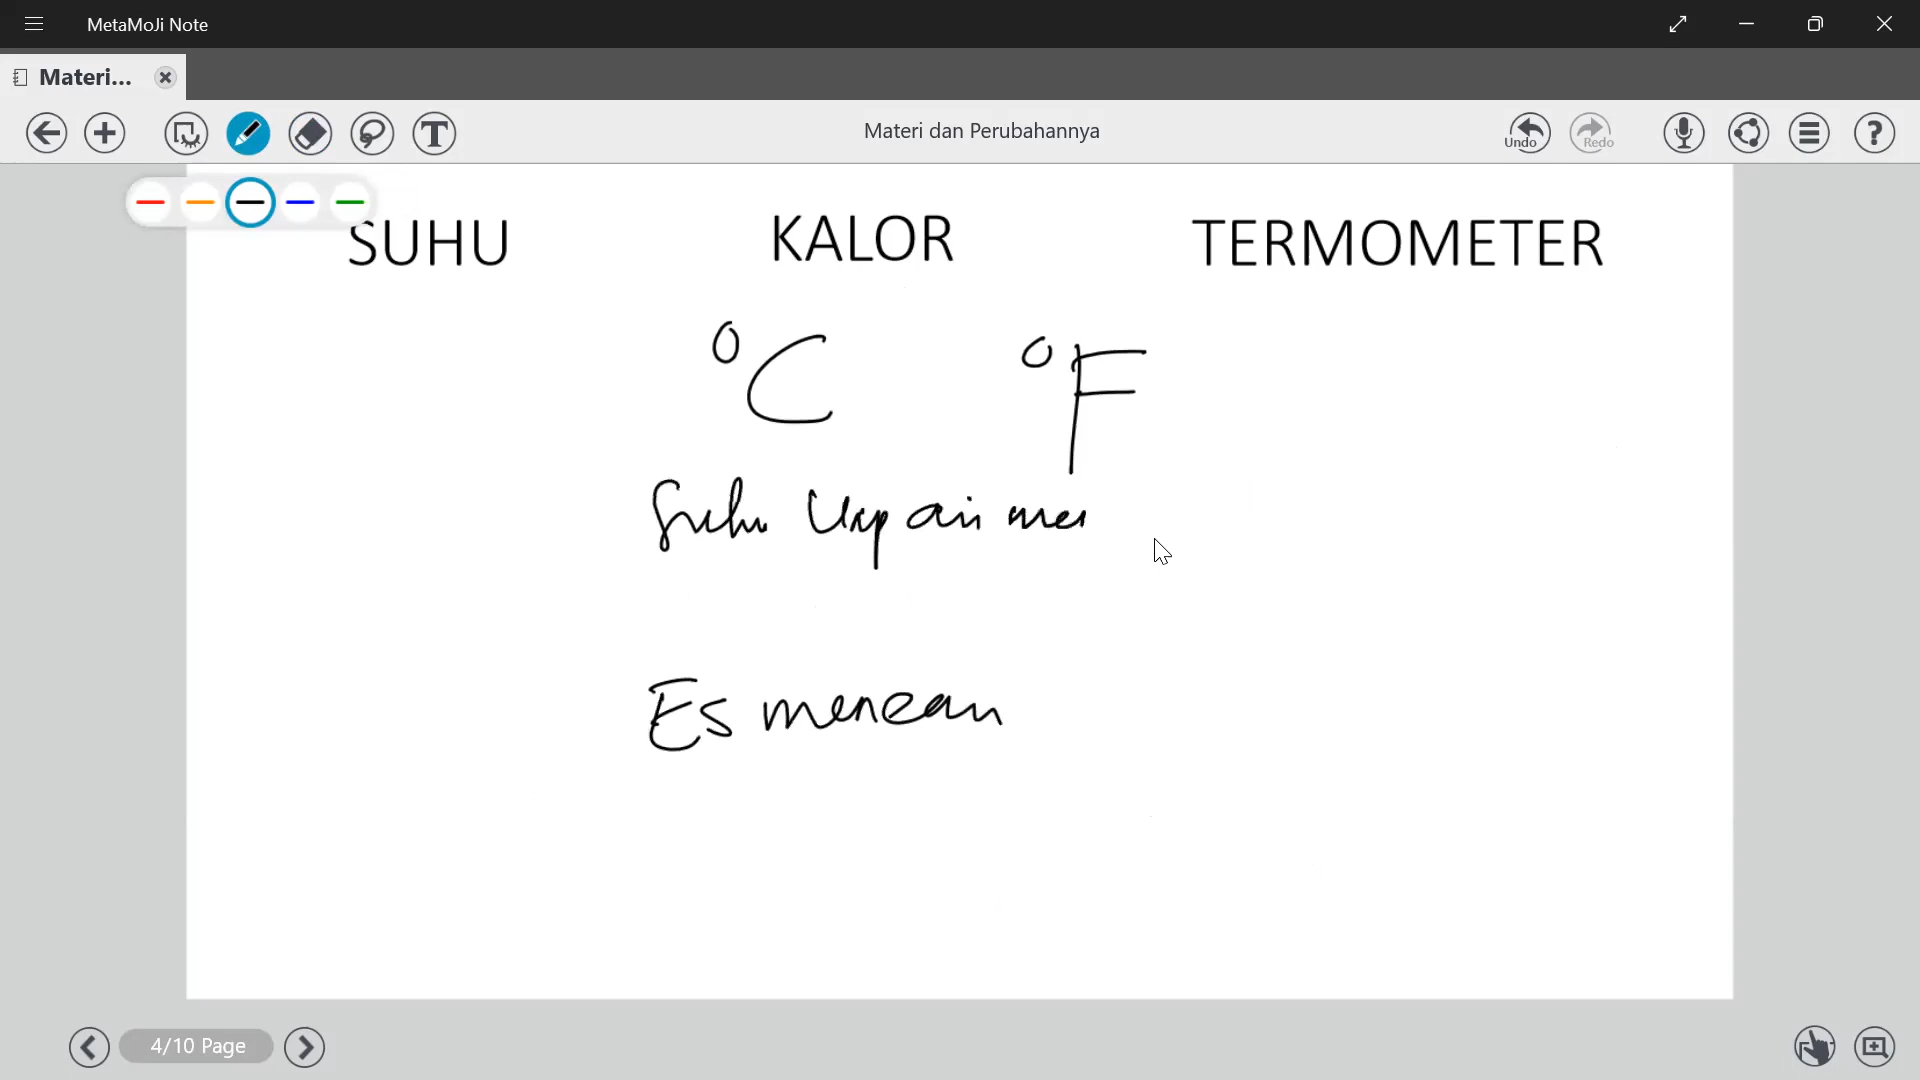 MetaMoJi Note
Materi...
Materi dan Perubahannya
Undo
Redo
SUHU KALOR TERMOMETER
°C °F
Suhu Uap air men
Es mencair
4/10 Page